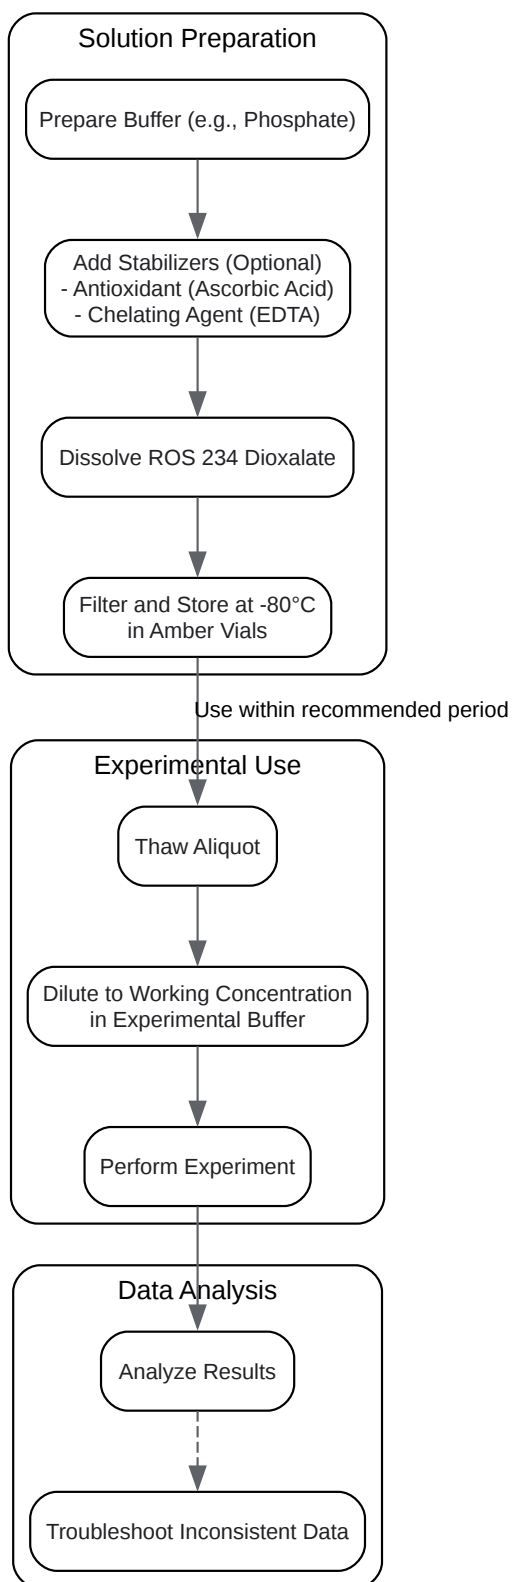 Solution Preparation
Prepare Buffer (e.g., Phosphate)
Add Stabilizers (Optional)
- Antioxidant (Ascorbic Acid)
- Chelating Agent (EDTA)
Dissolve ROS 234 Dioxalate
Filter and Store at -80°C
in Amber Vials
Use within recommended period
Experimental Use
Thaw Aliquot
Dilute to Working Concentration
in Experimental Buffer
Perform Experiment
Data Analysis
Analyze Results
Troubleshoot Inconsistent Data